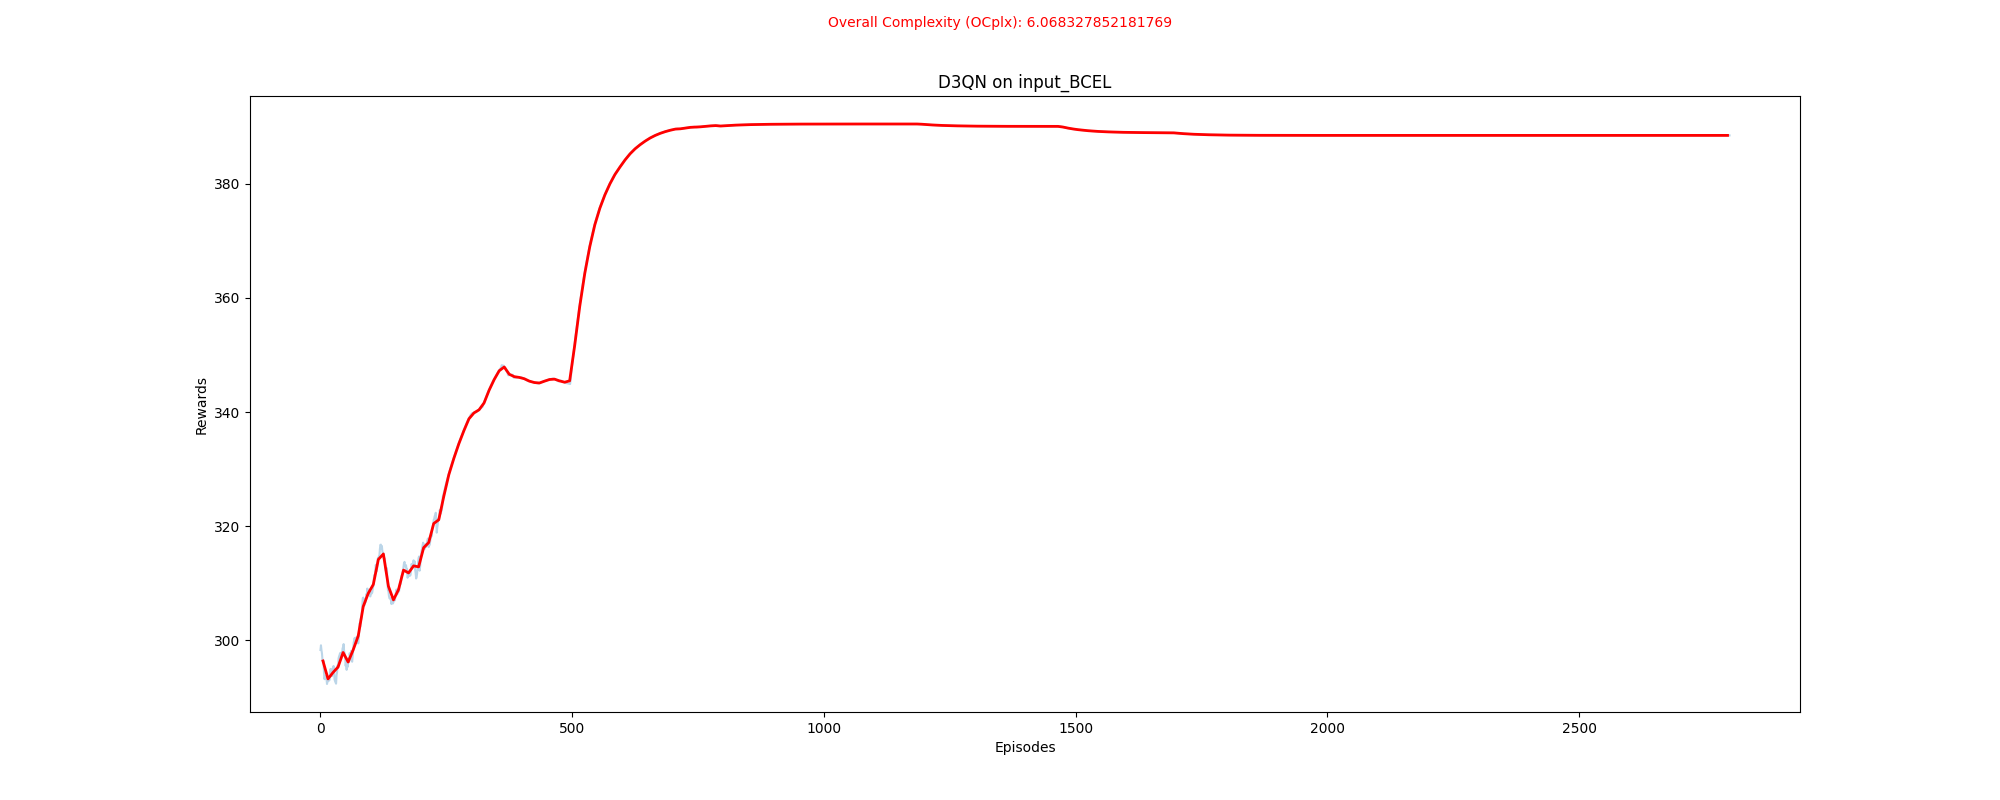 Overall Complexity (OCplx): 6.068327852181769
D3QN on input_BCEL
Rewards
380
360
340
320
300
0 500 1000 1500 2000 2500
Episodes